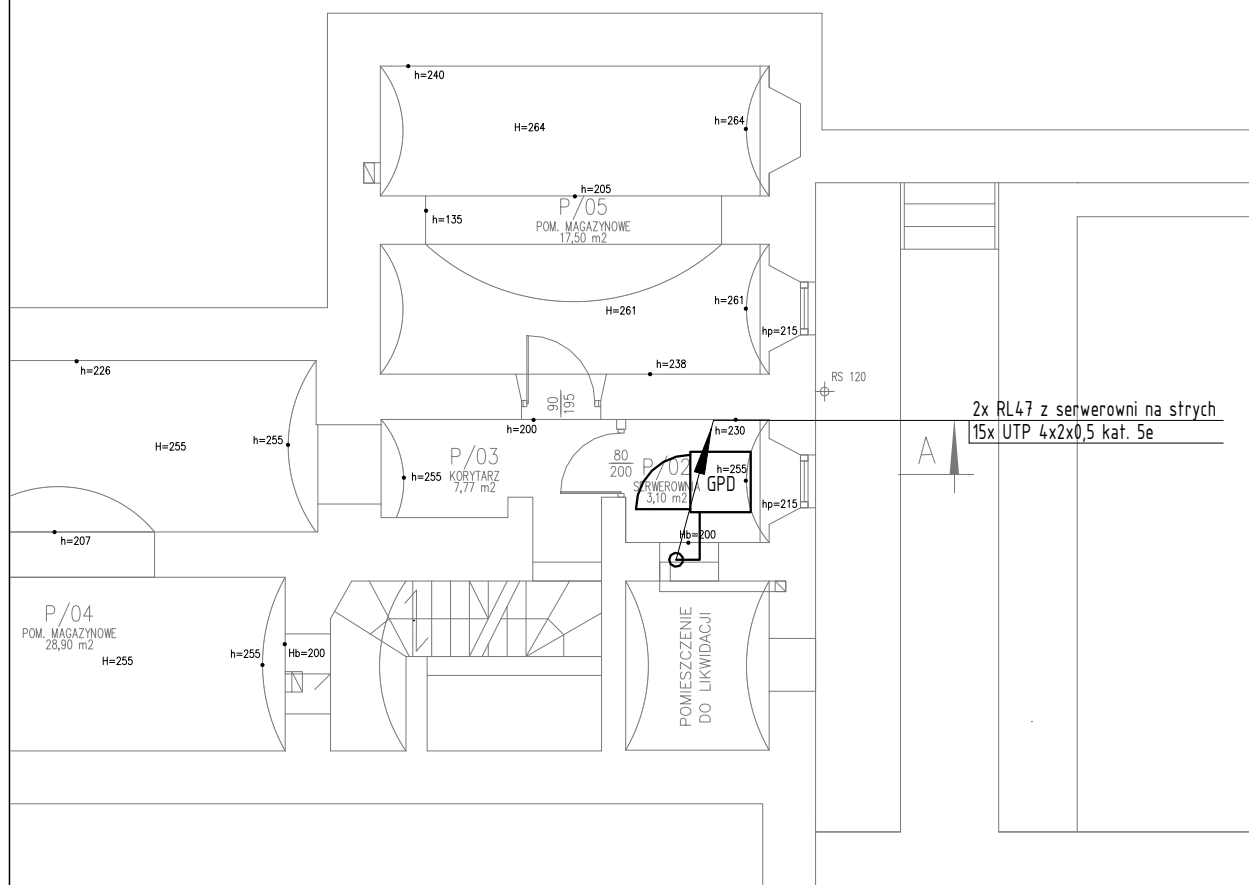 h=240
H=264
h=264
h=205
P/05
POM. MAGAZYNOWE
17,50 m2
h=135
H=261
h=261
hp=215
h=238
RS 120
h=226
90
195
h=200
h=230
2x RL47 z serwerowni na strych
15x UTP 4x2x0,5 kat. 5e
A
H=255
h=255
P/03
KORYTARZ
7,77 m2
h=255
80
200
P/02
SERWEROWNIA
3,10 m2
h=255
GPD
hp=215
h=207
Hb=200
P/04
POM. MAGAZYNOWE
28,90 m2
H=255
h=255
Hb=200
POMIESZCZENIE
DO LIKWIDACJI